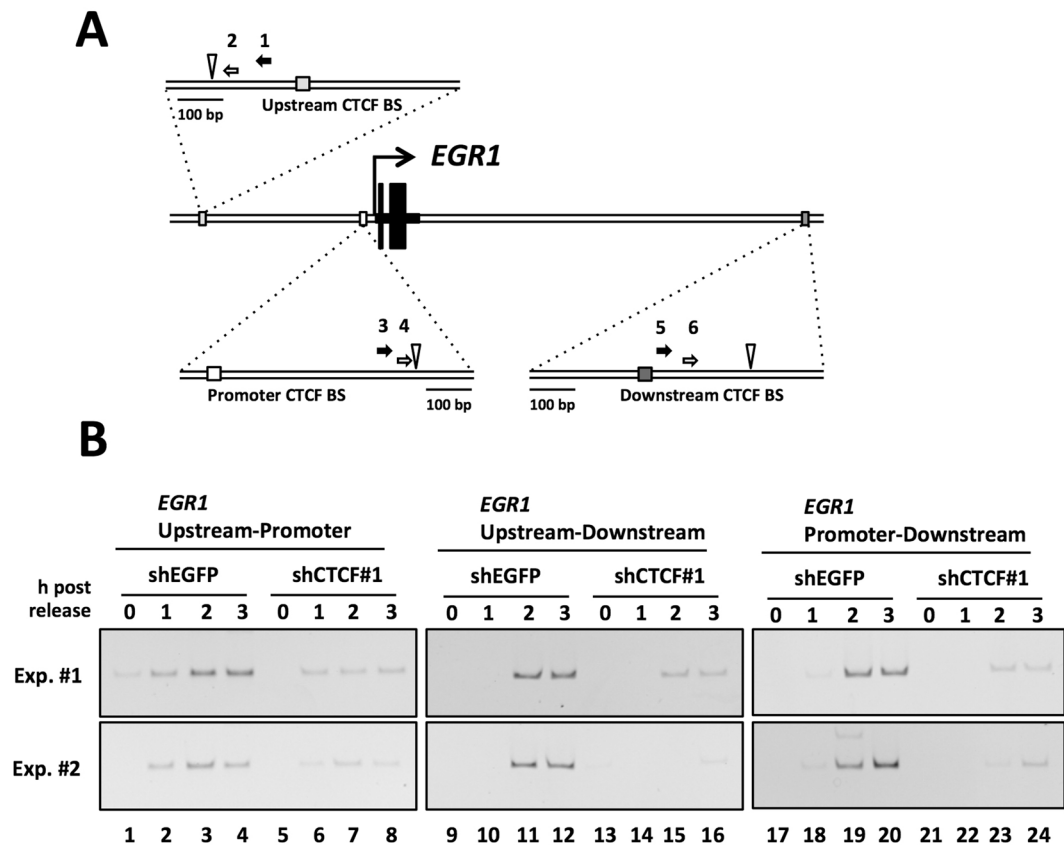 A
2 1
100 bp
Upstream CTCF BS
EGR1
3 4
5 6
Promoter CTCF BS
100 bp
100 bp
Downstream CTCF BS
B
EGR1
Upstream-Promoter
EGR1
Upstream-Downstream
EGR1
Promoter-Downstream
shEGFP shCTCF#1 shEGFP shCTCF#1 shEGFP shCTCF#1
h post
release
0 1 2 3 0 1 2 3 0 1 2 3 0 1 2 3 0 1 2 3 0 1 2 3
Exp. #1
Exp. #2
1 2 3 4 5 6 7 8 9 10 11 12 13 14 15 16 17 18 19 20 21 22 23 24